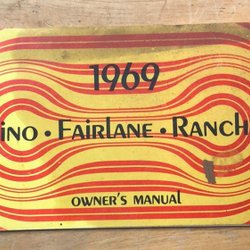 1969
ino • Fairlane • Ranch
OWNER'S MANUAL